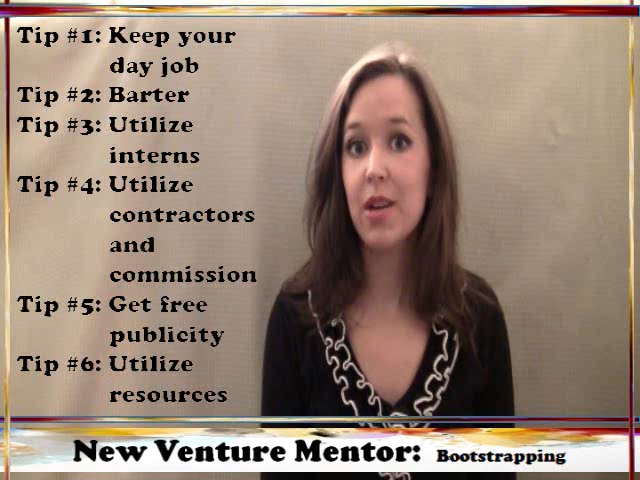 Tip #1: Keep your
day job
Tip #2: Barter
Tip #3: Utilize
interns
Tip #4: Utilize
contractors
and
commission
Tip #5: Get free
publicity
Tip #6: Utilize
resources
New Venture Mentor: Bootstrapping